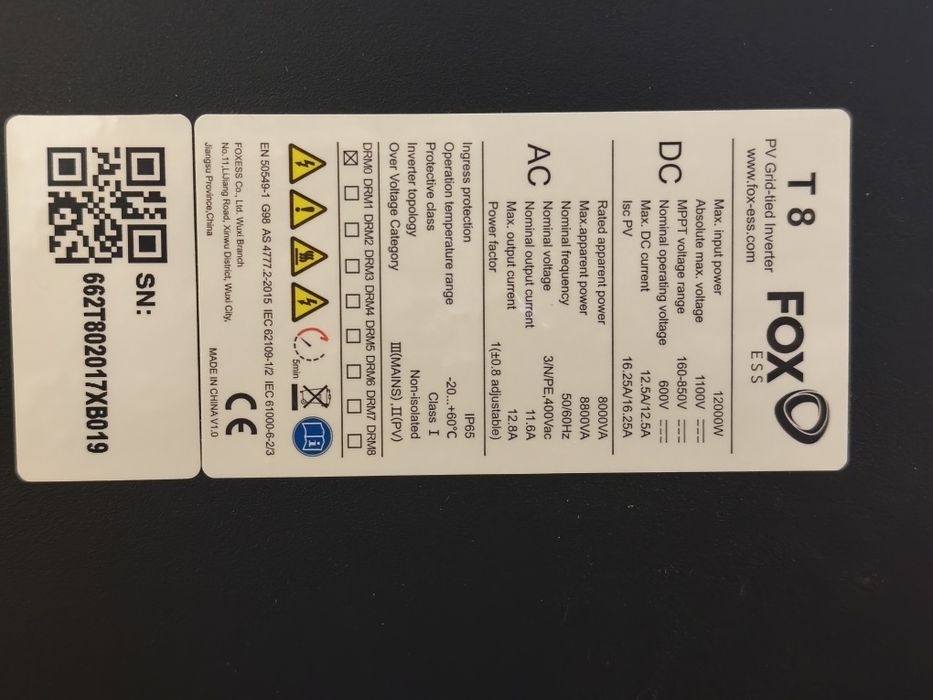 T 8
FOX
ESS
PV Grid-tied Inverter
www.fox-ess.com
DC
Max. input power 12000W
Absolute max. voltage 1100V
MPPT voltage range 160-850V
Nominal operating voltage 600V
Max. DC current 12.5A/12.5A
Isc PV 16.25A/16.25A
AC
Rated apparent power 8000VA
Max.apparent power 8800VA
Nominal frequency 50/60Hz
Nominal voltage 3/N/PE,400Vac
Nominal output current 11.6A
Max. output current 12.8A
Power factor 1(±0.8 adjustable)
Ingress protection IP65
Operation temperature range -20...+60℃
Protective class Class Ⅰ
Inverter topology Non-isolated
Over Voltage Category Ⅲ(MAINS),Ⅱ(PV)
DRM0 DRM1 DRM2 DRM3 DRM4 DRM5 DRM6 DRM7 DRM8
5min
EN 50549-1 G98 AS 4777.2-2015 IEC 62109-1/2 IEC 61000-6-2/3
FOXESS Co., Ltd. Wuxi Branch
No.11,LiJiang Road, Xinwu District, Wuxi City,
Jiangsu Province,China
CE
MADE IN CHINA V1.0
SN:
662T802017XB019